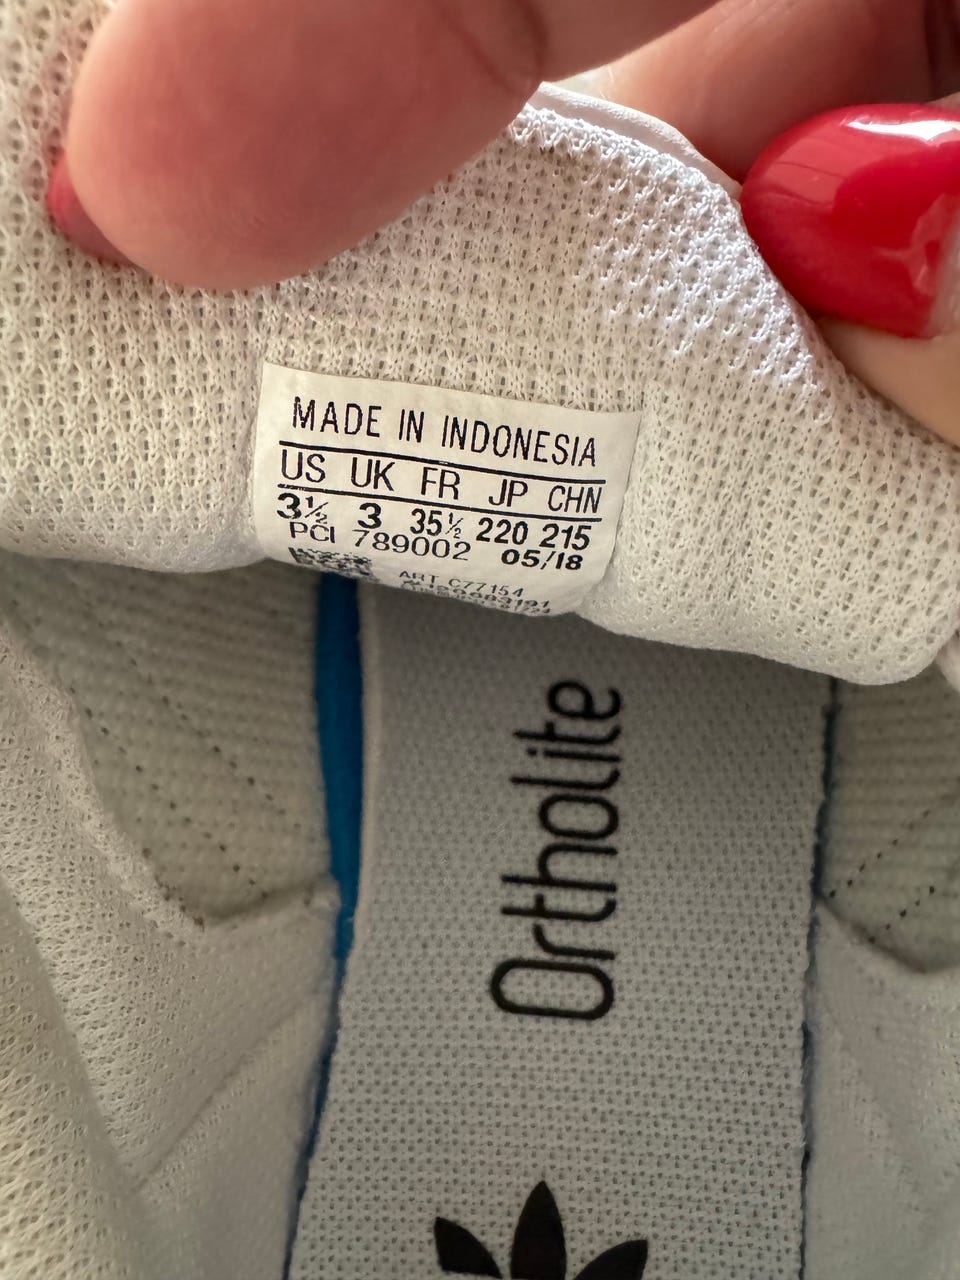 MADE IN INDONESIA
US UK FR JP CHN
3½ 3 35½ 220 215
PCI 789002 05/18
ART C77154
Ortholite